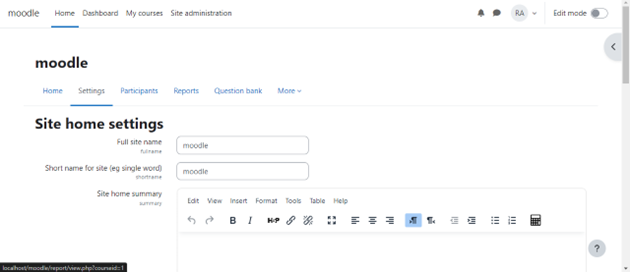 moodle Home Dashboard My courses Site administration RA Edit mode
moodle
Home Settings Participants Reports Question bank More
Site home settings
Full site name moodle
fullname
Short name for site (eg single word) moodle
shortname
Site home summary
summary
Edit View Insert Format Tools Table Help
B I H-P
?
localhost/moodle/report/view.php?courseid=1